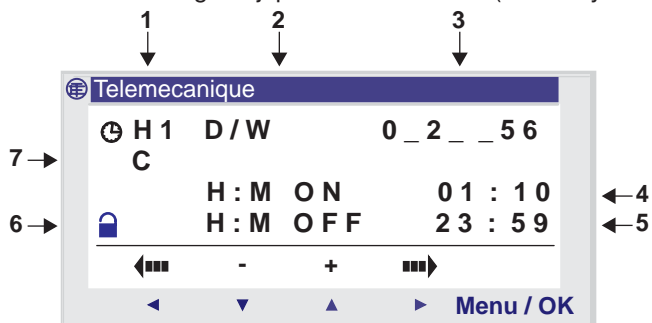 1 2 3
Telemecanique
H1 D/W 0_2__56
7 C
H:M ON 01:10 4
6 H:M OFF 23:59 5
- +
Menu / OK